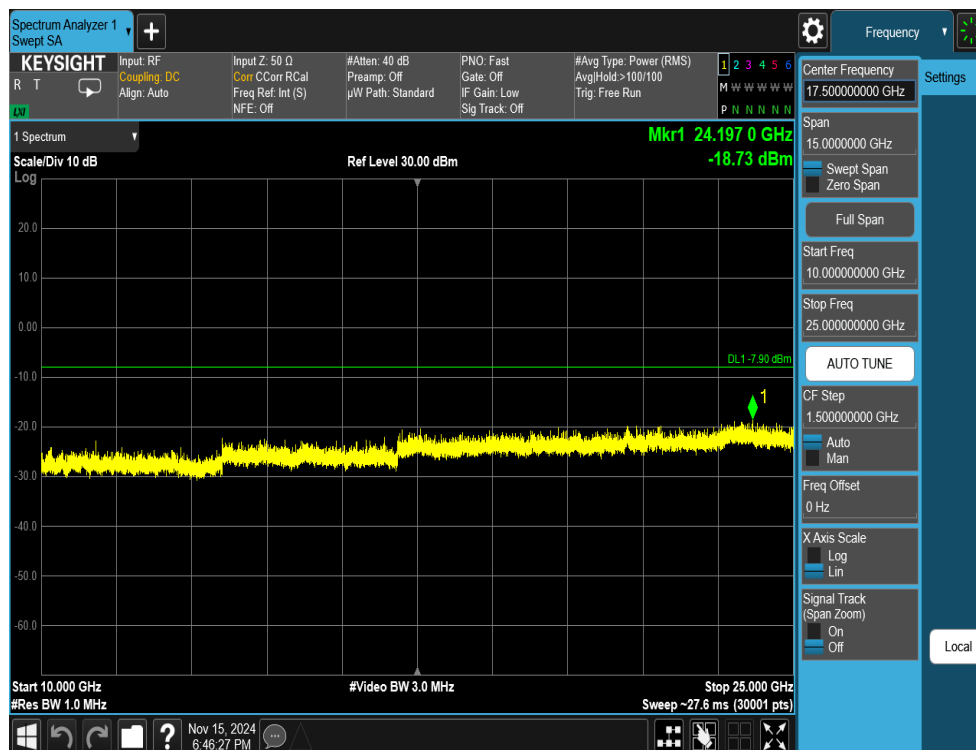 Spectrum Analyzer 1
Swept SA
+
Frequency
KEYSIGHT
R T
LXI
Input: RF
Coupling: DC
Align: Auto
Input Z: 50 Ω
Corr CCorr RCal
Freq Ref: Int (S)
NFE: Off
#Atten: 40 dB
Preamp: Off
µW Path: Standard
PNO: Fast
Gate: Off
IF Gain: Low
Sig Track: Off
#Avg Type: Power (RMS)
Avg|Hold:>100/100
Trig: Free Run
1 2 3 4 5 6
M W W W W W
P N N N N N
Center Frequency
17.500000000 GHz
Settings
Span
15.0000000 GHz
Swept Span
Zero Span
Full Span
Start Freq
10.000000000 GHz
Stop Freq
25.000000000 GHz
AUTO TUNE
CF Step
1.500000000 GHz
Auto
Man
Freq Offset
0 Hz
X Axis Scale
Log
Lin
Signal Track
(Span Zoom)
On
Off
Local
1 Spectrum
Mkr1 24.197 0 GHz
Scale/Div 10 dB
Ref Level 30.00 dBm
-18.73 dBm
Log
20.0
10.0
0.00
DL1 -7.90 dBm
-10.0
1
-20.0
-30.0
-40.0
-50.0
-60.0
Start 10.000 GHz
#Video BW 3.0 MHz
Stop 25.000 GHz
#Res BW 1.0 MHz
Sweep ~27.6 ms (30001 pts)
?
Nov 15, 2024
6:46:27 PM